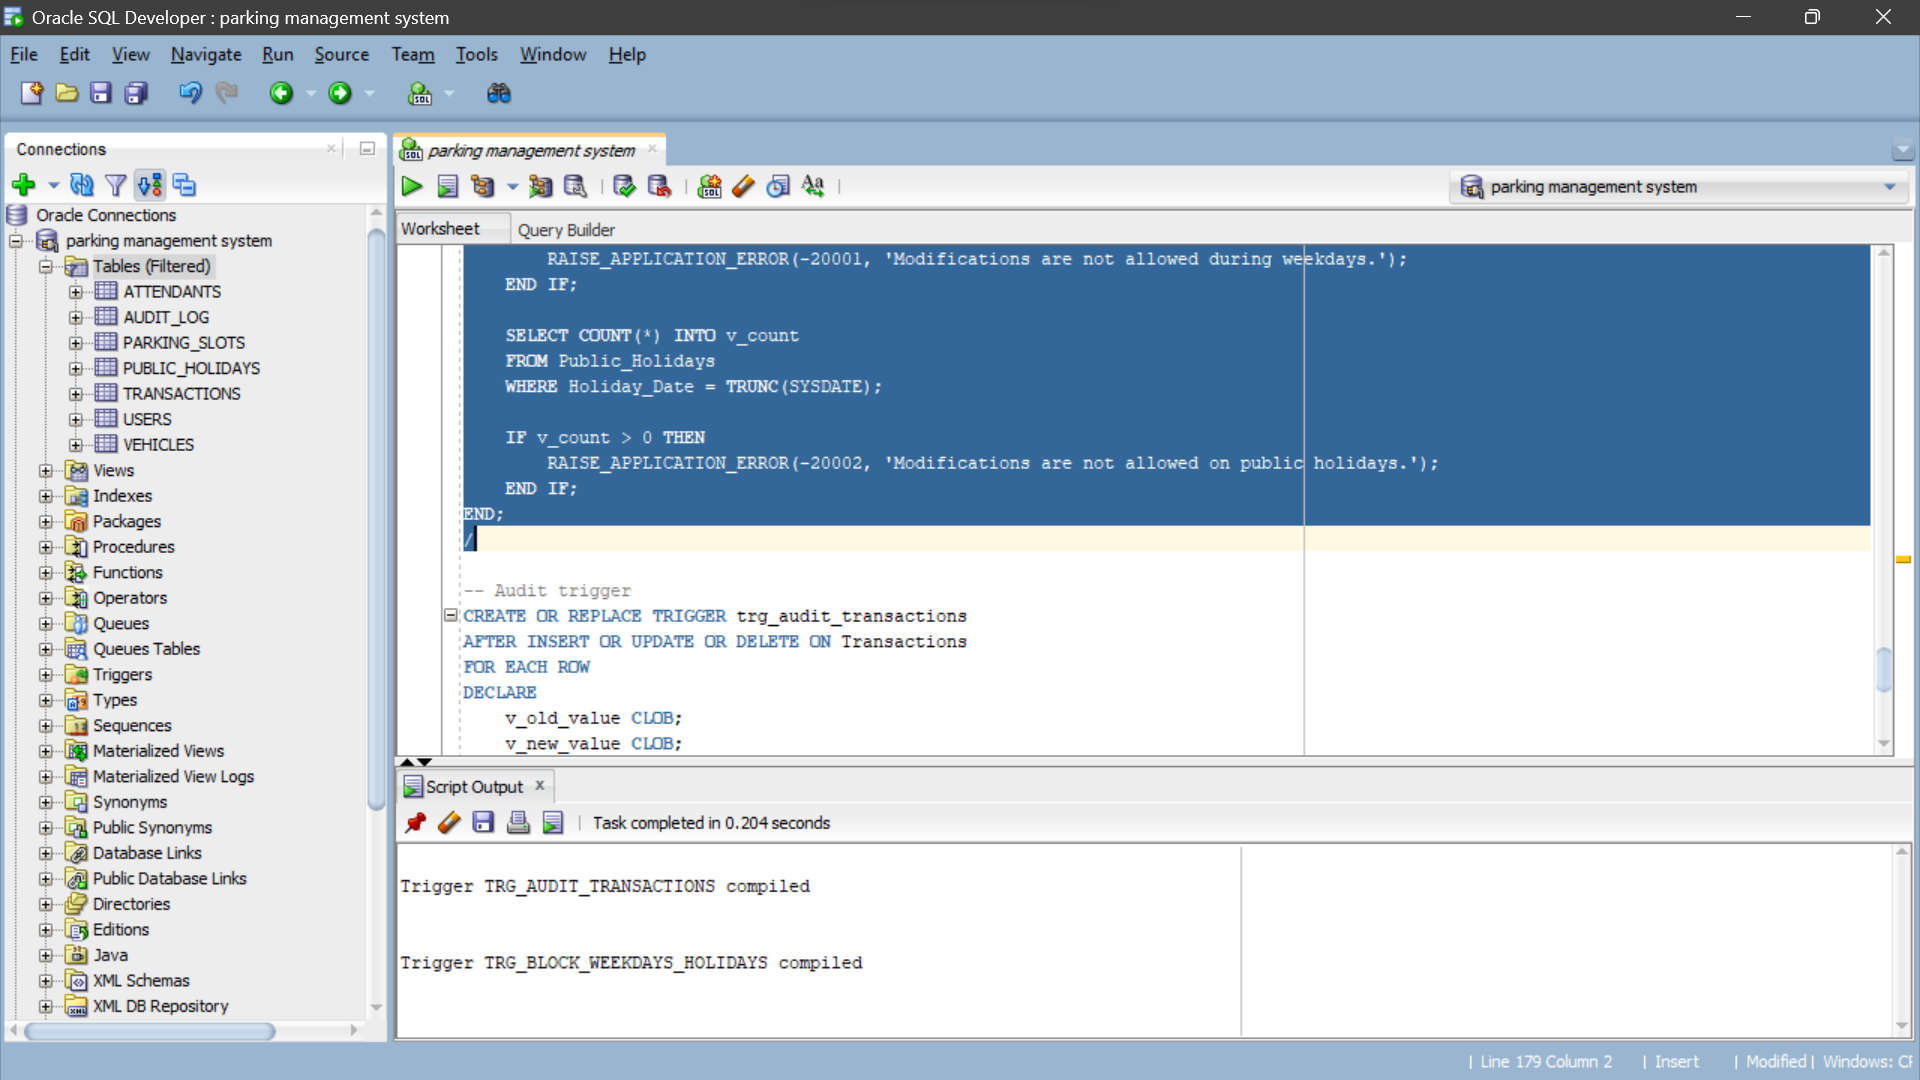 Oracle SQL Developer : parking management system
File Edit View Navigate Run Source Team Tools Window Help
Connections
Oracle Connections
parking management system
Tables (Filtered)
ATTENDANTS
AUDIT_LOG
PARKING_SLOTS
PUBLIC_HOLIDAYS
TRANSACTIONS
USERS
VEHICLES
Views
Indexes
Packages
Procedures
Functions
Operators
Queues
Queues Tables
Triggers
Types
Sequences
Materialized Views
Materialized View Logs
Synonyms
Public Synonyms
Database Links
Public Database Links
Directories
Editions
Java
XML Schemas
XML DB Repository
parking management system
parking management system
Worksheet Query Builder
RAISE_APPLICATION_ERROR(-20001, 'Modifications are not allowed during weekdays.');
END IF;
SELECT COUNT(*) INTO v_count
FROM Public_Holidays
WHERE Holiday_Date = TRUNC(SYSDATE);
IF v_count > 0 THEN
RAISE_APPLICATION_ERROR(-20002, 'Modifications are not allowed on public holidays.');
END IF;
END;
/
-- Audit trigger
CREATE OR REPLACE TRIGGER trg_audit_transactions
AFTER INSERT OR UPDATE OR DELETE ON Transactions
FOR EACH ROW
DECLARE
v_old_value CLOB;
v_new_value CLOB;
Script Output
Task completed in 0.204 seconds
Trigger TRG_AUDIT_TRANSACTIONS compiled
Trigger TRG_BLOCK_WEEKDAYS_HOLIDAYS compiled
Line 179 Column 2 | Insert | Modified | Windows: